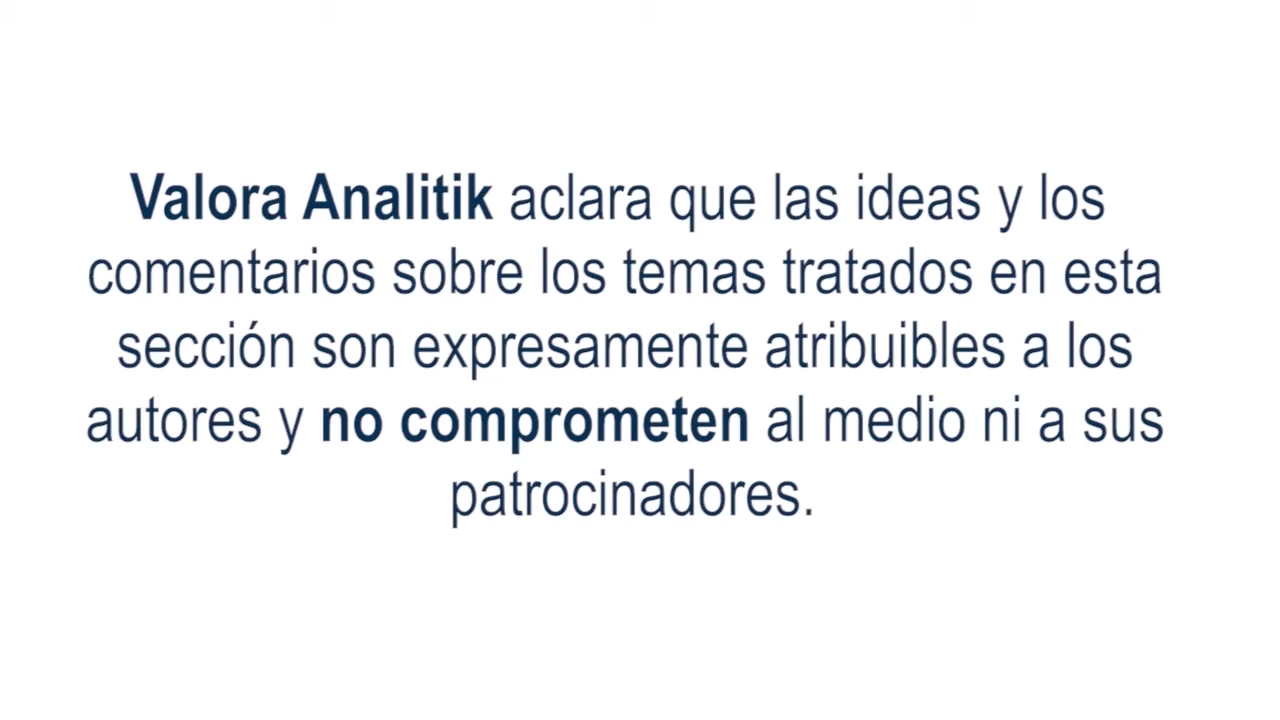 Valora Analitik aclara que las ideas y los
comentarios sobre los temas tratados en esta
sección son expresamente atribuibles a los
autores y no comprometen al medio ni a sus
patrocinadores.